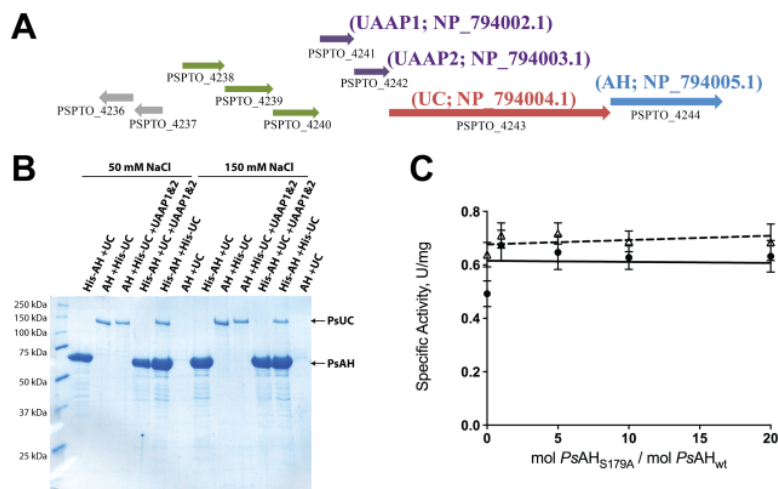 A
(UAAP1; NP_794002.1)
PSPTO_4241
PSPTO_4238
(UAAP2; NP_794003.1)
PSPTO_4242
PSPTO_4239
(UC; NP_794004.1)
(AH; NP_794005.1)
PSPTO_4236
PSPTO_4237
PSPTO_4240
PSPTO_4243
PSPTO_4244
B
50 mM NaCl
150 mM NaCl
His-AH +UC
AH +His-UC
AH +His-UC +UAAP1&2
His-AH +UC +UAAP1&2
His-AH +His-UC
AH +UC
His-AH +UC
AH +His-UC
AH +His-UC +UAAP1&2
His-AH +UC +UAAP1&2
His-AH +His-UC
AH +UC
250 kDa
150 kDa
100 kDa
75 kDa
50 kDa
37 kDa
25 kDa
PsUC
PsAH
C
Specific Activity, U/mg
0.8
0.6
0.4
0.2
0.0
0
5
10
15
20
mol PsAHS179A / mol PsAHwt